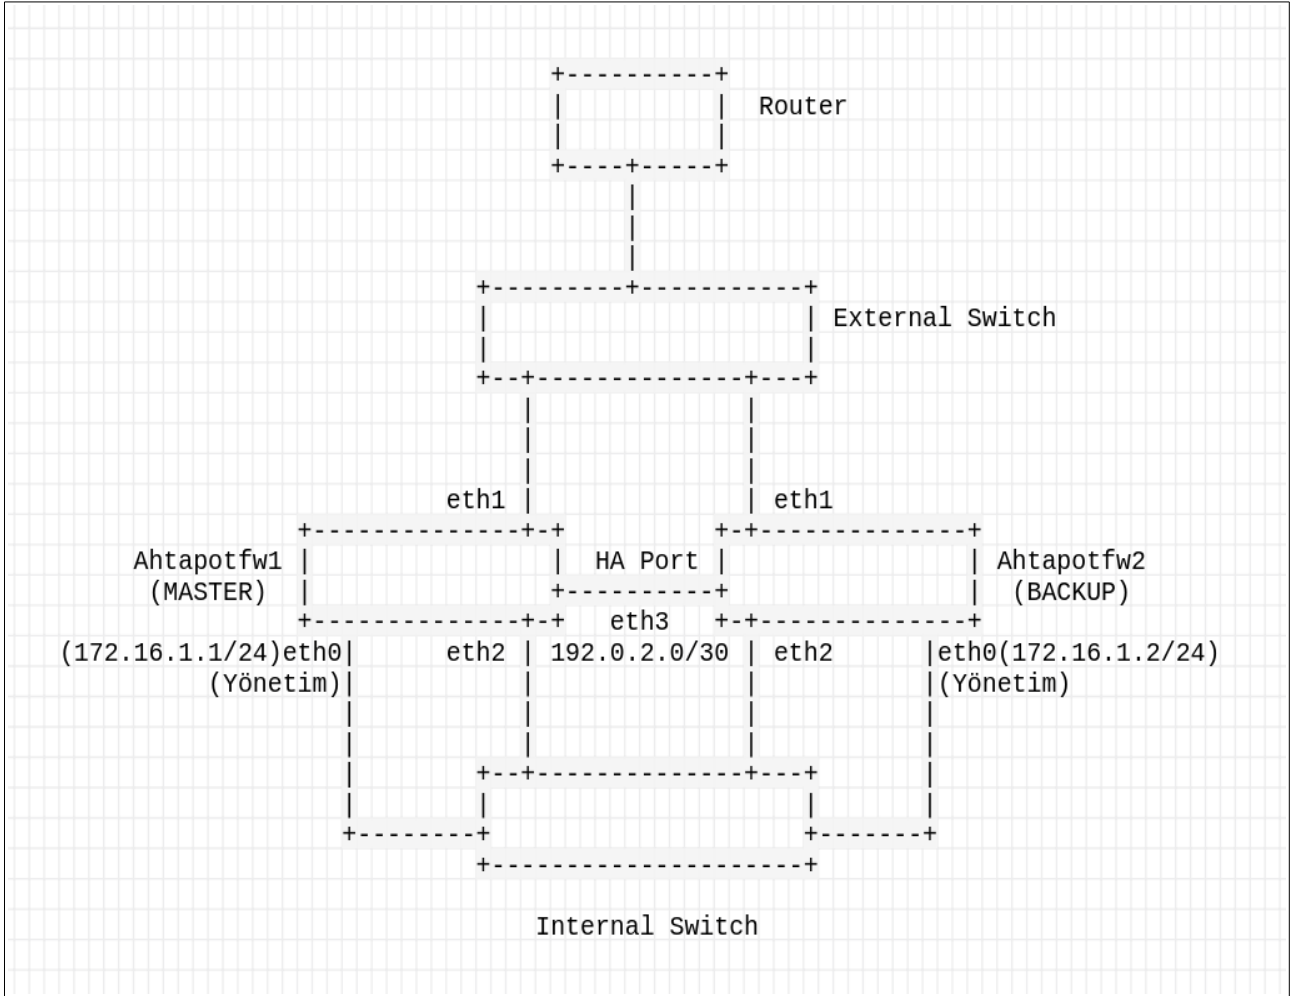 Router
External Switch
eth1 eth1
Ahtapotfw1 HA Port Ahtapotfw2
(MASTER) (BACKUP)
eth3
(172.16.1.1/24)eth0 eth2 192.0.2.0/30 eth2 eth0(172.16.1.2/24)
(Yönetim) (Yönetim)
Internal Switch